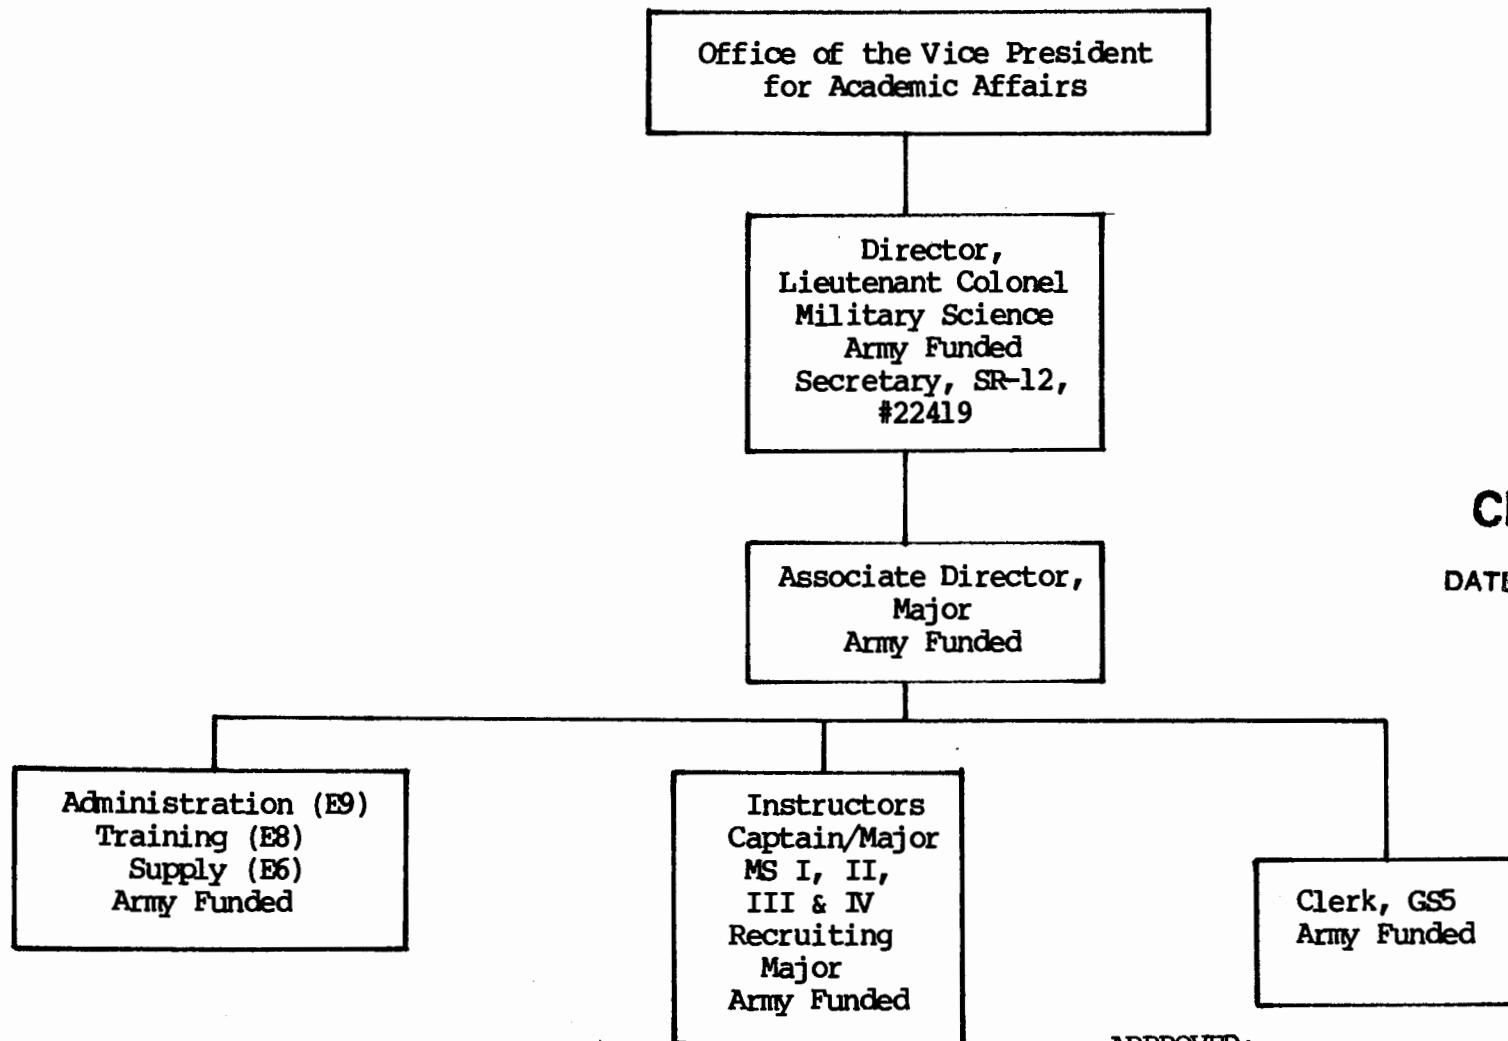 Office of the Vice President
for Academic Affairs
Director,
Lieutenant Colonel
Military Science
Army Funded
Secretary, SR-12,
#22419
Associate Director,
Major
Army Funded
Administration (E9)
Training (E8)
Supply (E6)
Army Funded
Instructors
Captain/Major
MS I, II,
III & IV
Recruiting
Major
Army Funded
Clerk, GS5
Army Funded
DATE
APPROVED: